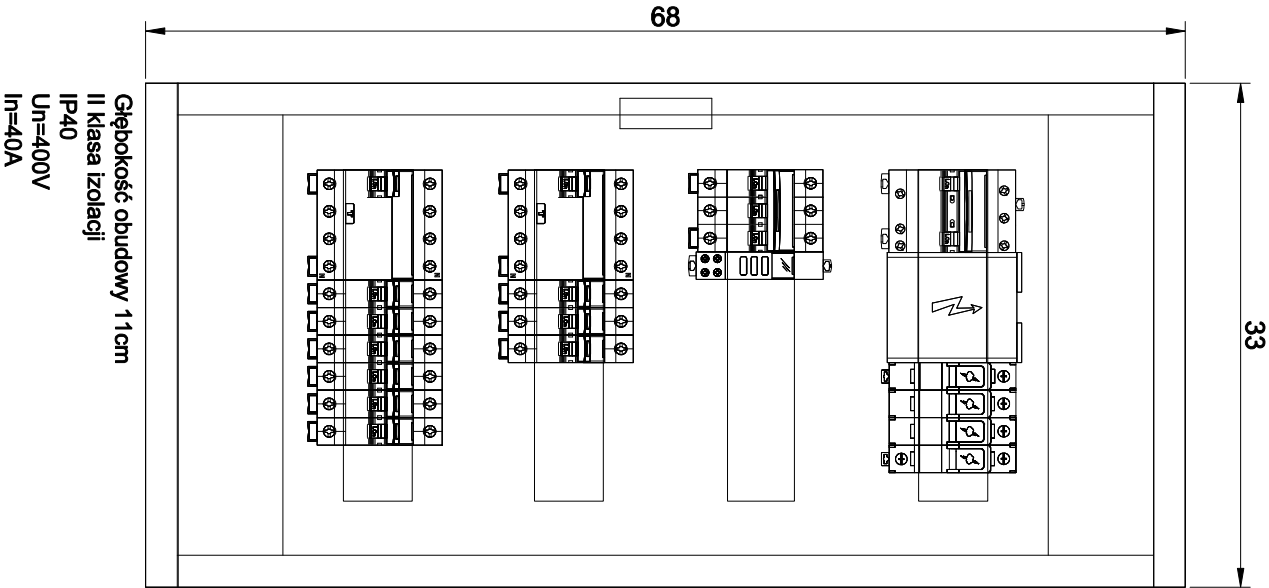 68
33
Głębokość obudowy 11cm
II klasa izolacji
IP40
Un=400V
In=40A